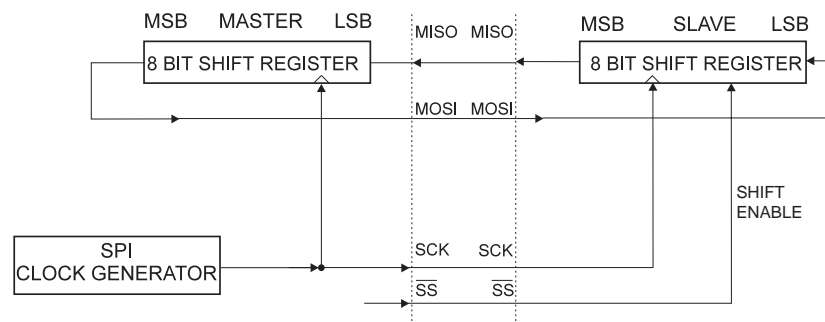 MSB MASTER LSB
MISO MISO
MSB SLAVE LSB
8 BIT SHIFT REGISTER
8 BIT SHIFT REGISTER
MOSI MOSI
SHIFT
ENABLE
SPI
CLOCK GENERATOR
SCK SCK
SS SS